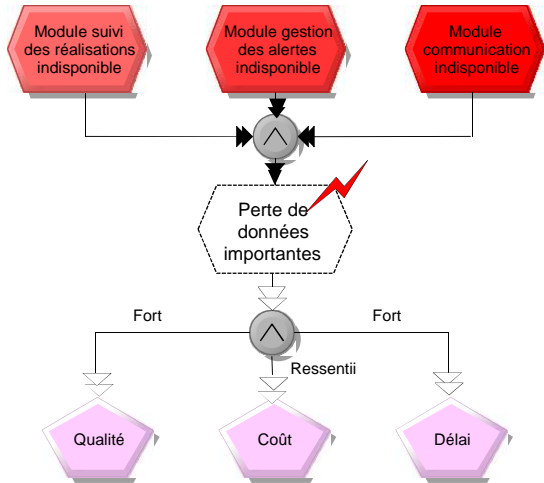 Module suivi
des réalisations
indisponible
Module gestion
des alertes
indisponible
Module
communication
indisponible
Perte de
données
importantes
Fort
Fort
Ressentii
Qualité
Coût
Délai